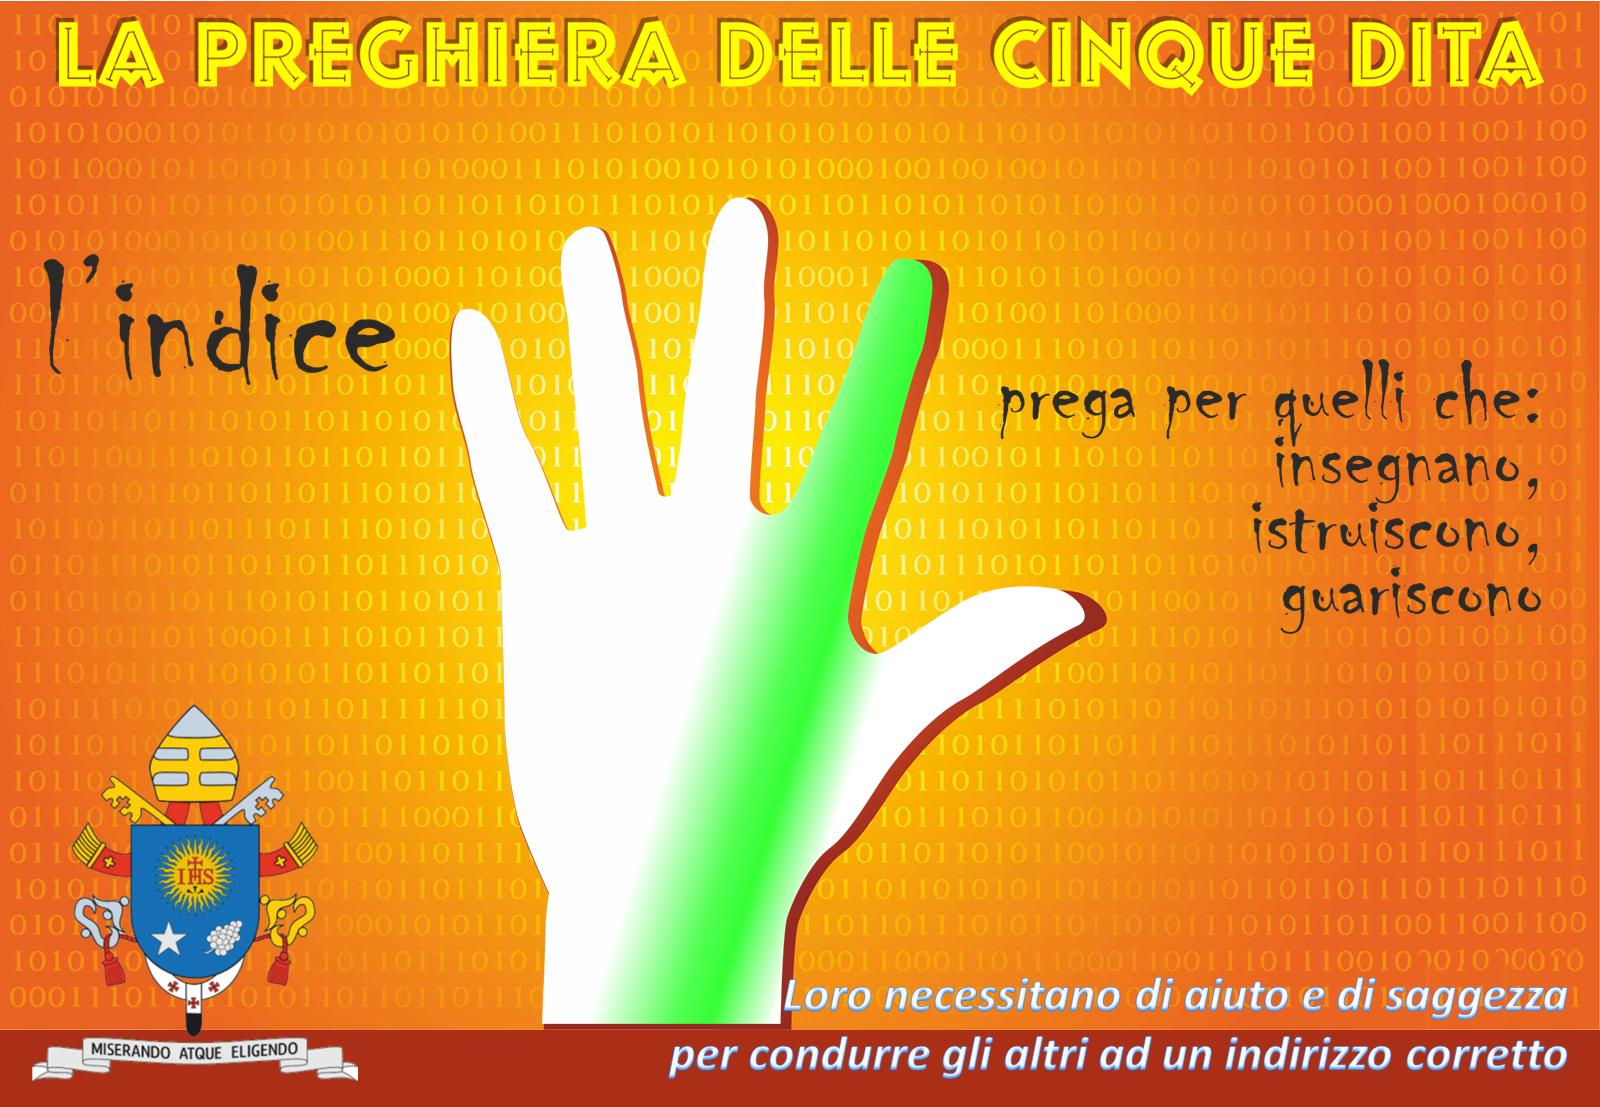 LA PREGHIERA DELLE CINQUE DITA
l'indice
prega per quelli che:
insegnano,
istruiscono,
guariscono
IHS
Loro necessitano di aiuto e di saggezza
per condurre gli altri ad un indirizzo corretto
MISERANDO ATQUE ELIGENDO